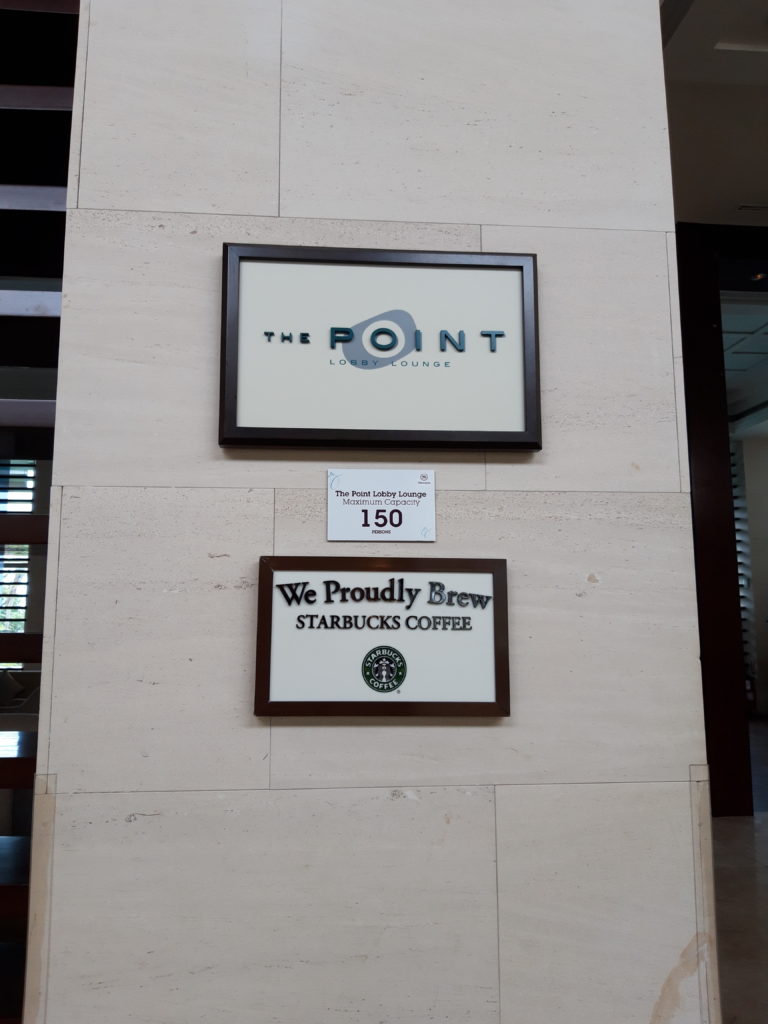 THE POINT
LOBBY LOUNGE
The Point Lobby Lounge
Maximum Capacity
150
PERSONS
We Proudly Brew
STARBUCKS COFFEE
STARBUCKS
COFFEE
®